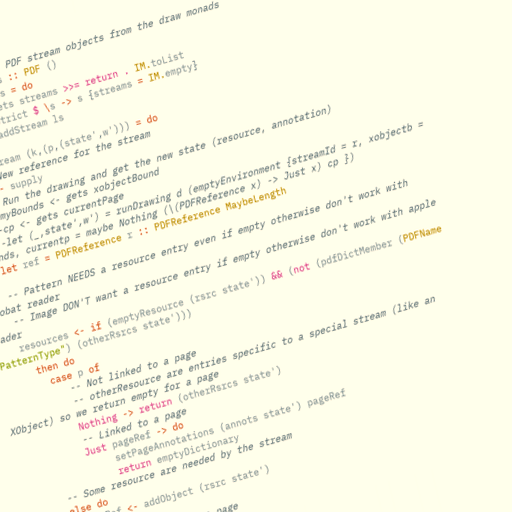 PDF stream objects from the draw monads
:: PDF ()
s = do
ets streams >>= return . IM.toList
trict $ \s -> s {streams = IM.empty}
addStream ls
ream (k,(p,(state',w'))) = do
New reference for the stream
- supply
Run the drawing and get the new state (resource, annotation)
myBounds <- gets xobjectBound
-cp <- gets currentPage
-let (_,state',w') = runDrawing d (emptyEnvironment {streamId = r, xobjectb =
nds, currentp = maybe Nothing (\(PDFReference x) -> Just x) cp })
let ref = PDFReference r :: PDFReference MaybeLength
-- Pattern NEEDS a resource entry even if empty otherwise don't work with
obat reader
-- Image DON'T want a resource entry if empty otherwise don't work with apple
ader
resources <- if (emptyResource (rsrc state')) && (not (pdfDictMember (PDFName
PatternType") (otherRsrcs state')))
then do
case p of
-- Not linked to a page
-- otherResource are entries specific to a special stream (like an
XObject) so we return empty for a page
Nothing -> return (otherRsrcs state')
-- Linked to a page
Just pageRef -> do
setPageAnnotations (annots state') pageRef
return emptyDictionary
-- Some resource are needed by the stream
else do
ef <- addObject (rsrc state')
page